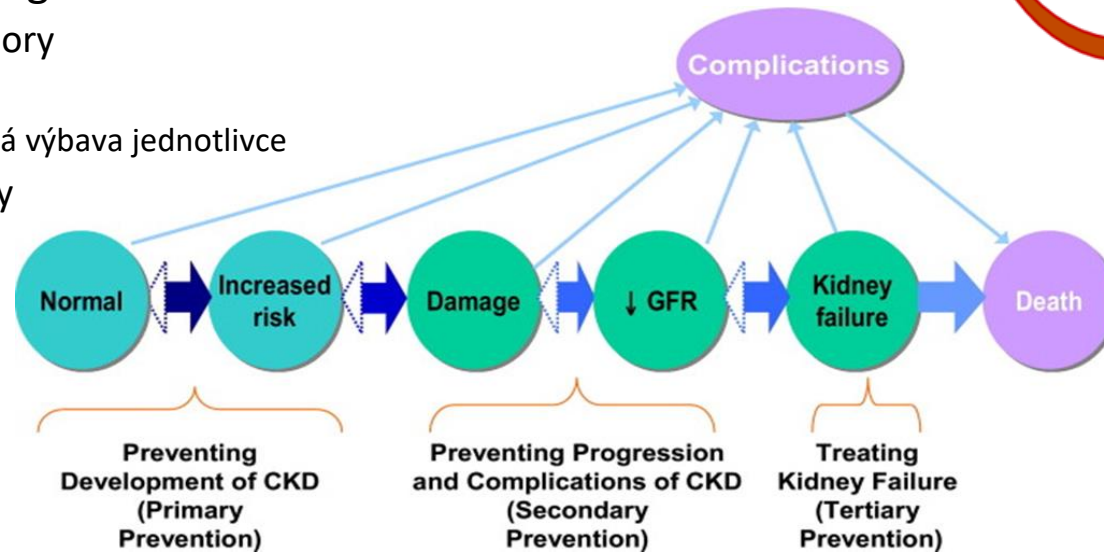 ory
á výbava jednotlivce
y
Complications
Normal
Increased
risk
Damage
↓ GFR
Kidney
failure
Death
Preventing
Development of CKD
(Primary
Prevention)
Preventing Progression
and Complications of CKD
(Secondary
Prevention)
Treating
Kidney Failure
(Tertiary
Prevention)